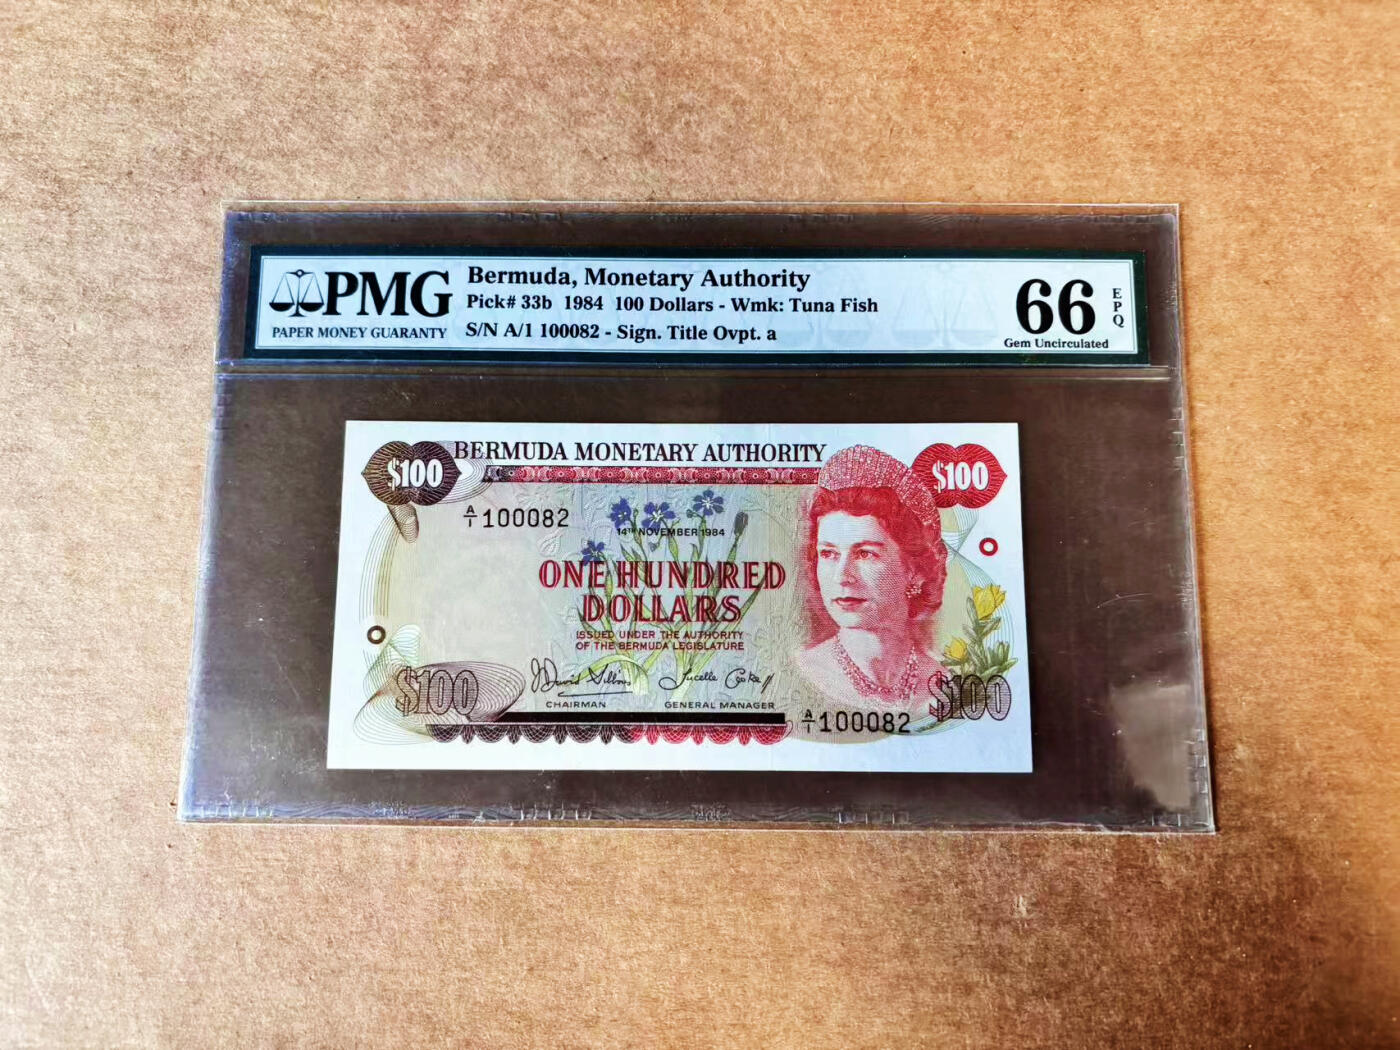 PMG
PAPER MONEY GUARANTY
Bermuda, Monetary Authority
Pick# 33b 1984 100 Dollars - Wmk: Tuna Fish
S/N A/1 100082 - Sign. Title Ovpt. a
66
EPQ
Gem Uncirculated
$100
BERMUDA MONETARY AUTHORITY
$100
A/1 100082
14TH NOVEMBER 1984
ONE HUNDRED
DOLLARS
ISSUED UNDER THE AUTHORITY
OF THE BERMUDA LEGISLATURE
$100
CHAIRMAN
GENERAL MANAGER
A/1 100082
$100